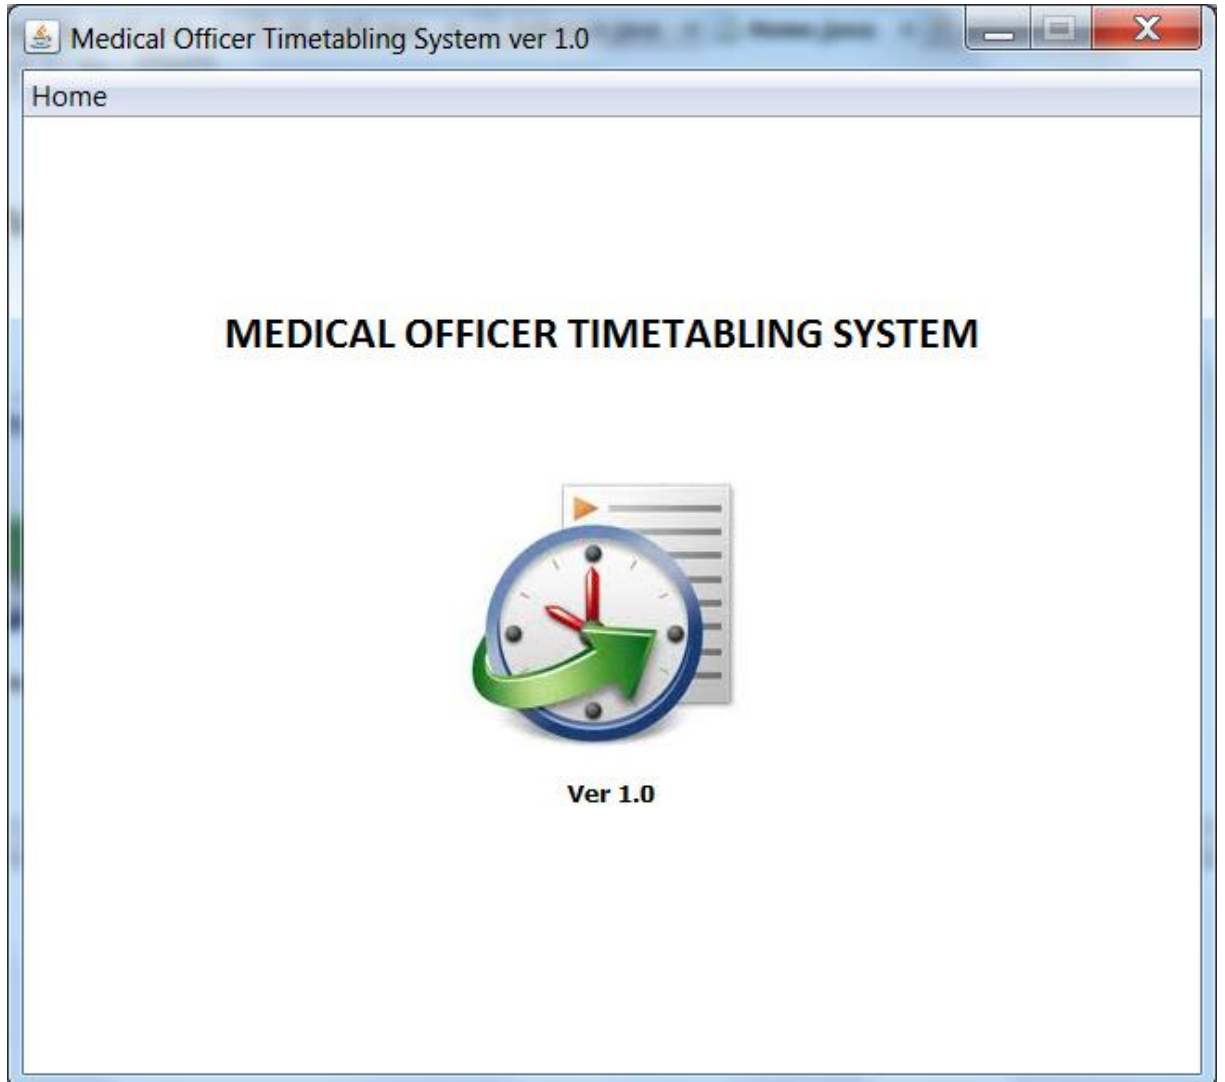 Medical Officer Timetabling System ver 1.0
Home
MEDICAL OFFICER TIMETABLING SYSTEM
Ver 1.0